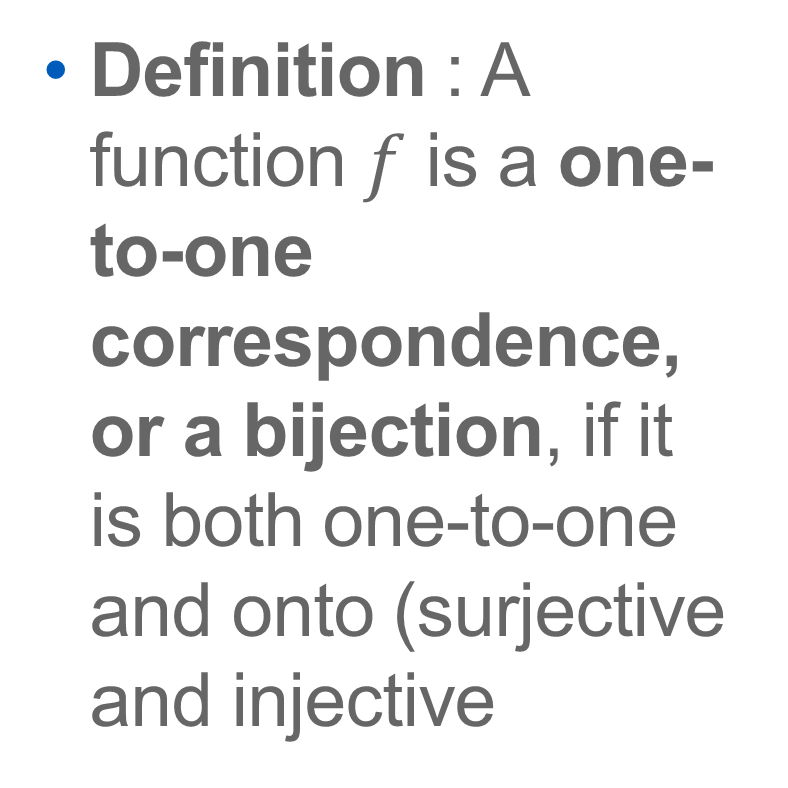 • Definition : A
function f is a one-
to-one
correspondence,
or a bijection, if it
is both one-to-one
and onto (surjective
and injective